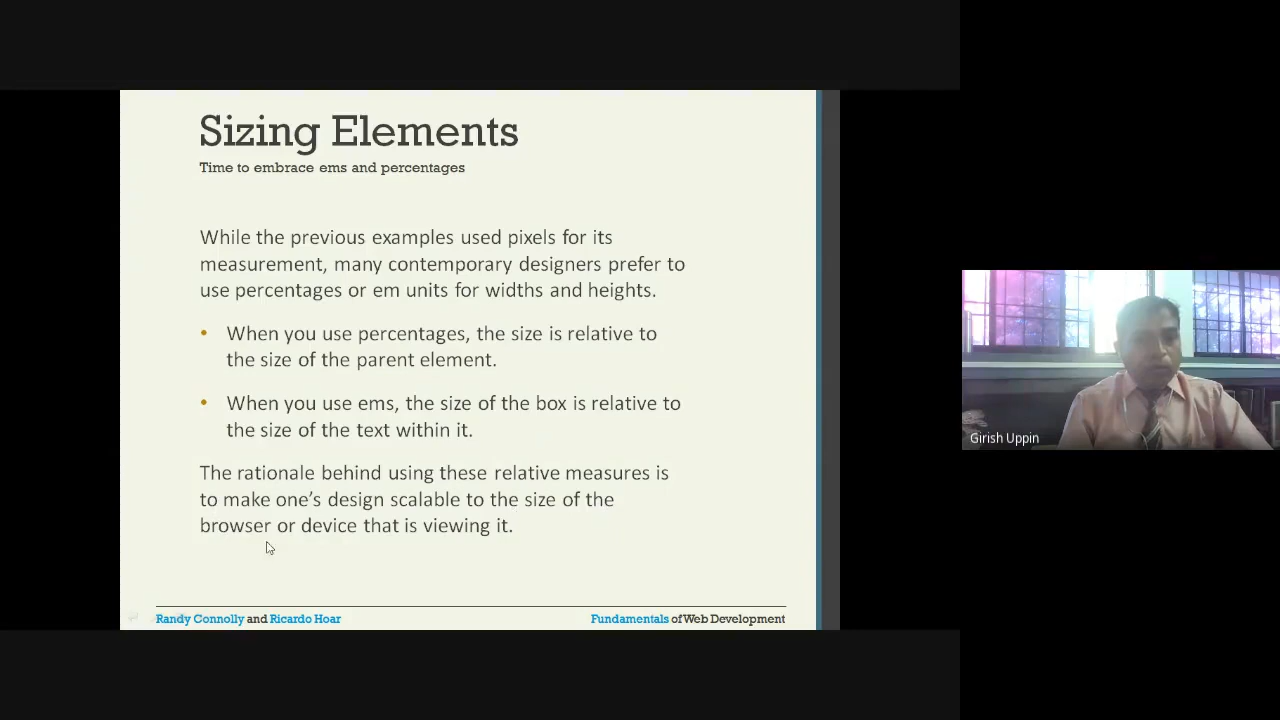 Sizing Elements
Time to embrace ems and percentages
While the previous examples used pixels for its
measurement, many contemporary designers prefer to
use percentages or em units for widths and heights.
• When you use percentages, the size is relative to
the size of the parent element.
• When you use ems, the size of the box is relative to
the size of the text within it.
The rationale behind using these relative measures is
to make one’s design scalable to the size of the
browser or device that is viewing it.
Randy Connolly and Ricardo Hoar
Fundamentals of Web Development
Girish Uppin